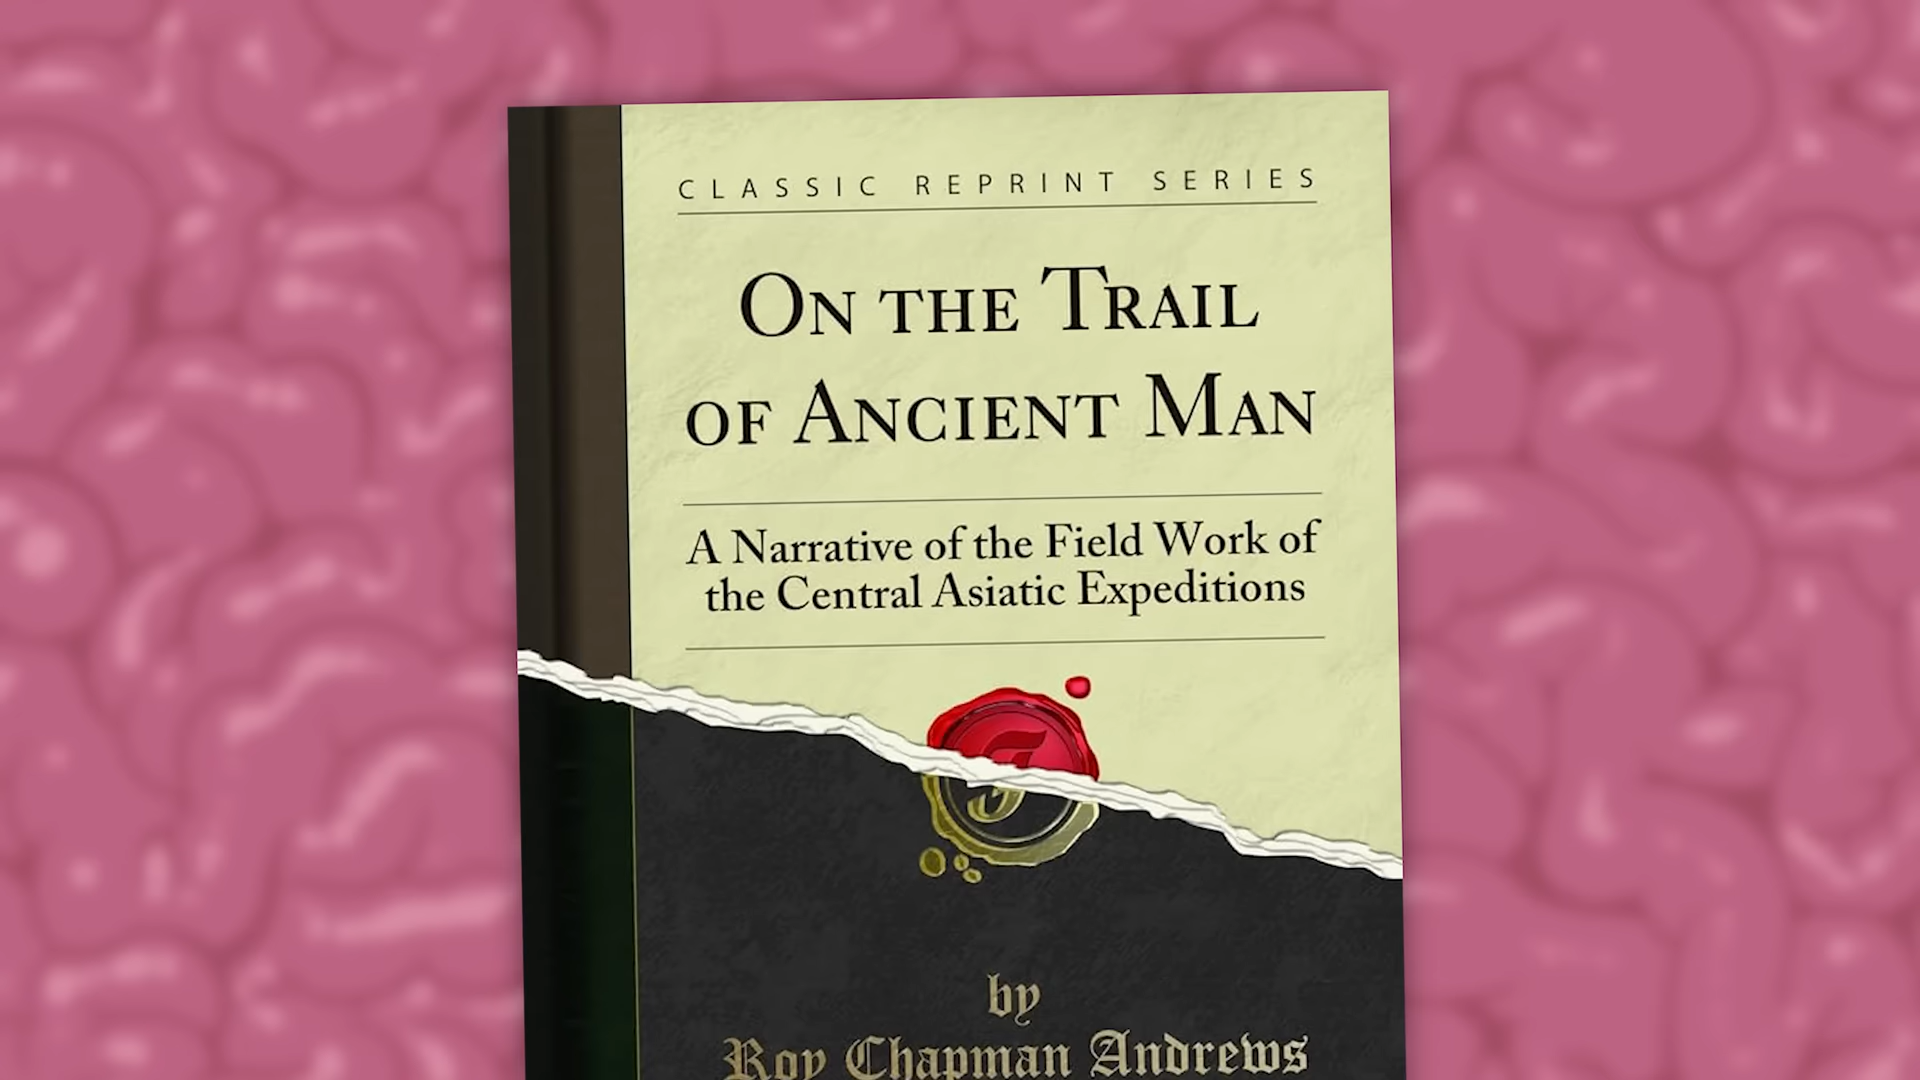 CLASSIC REPRINT SERIES
ON THE TRAIL
OF ANCIENT MAN
A Narrative of the Field Work of
the Central Asiatic Expeditions
F
by
Roy Chapman Andrews